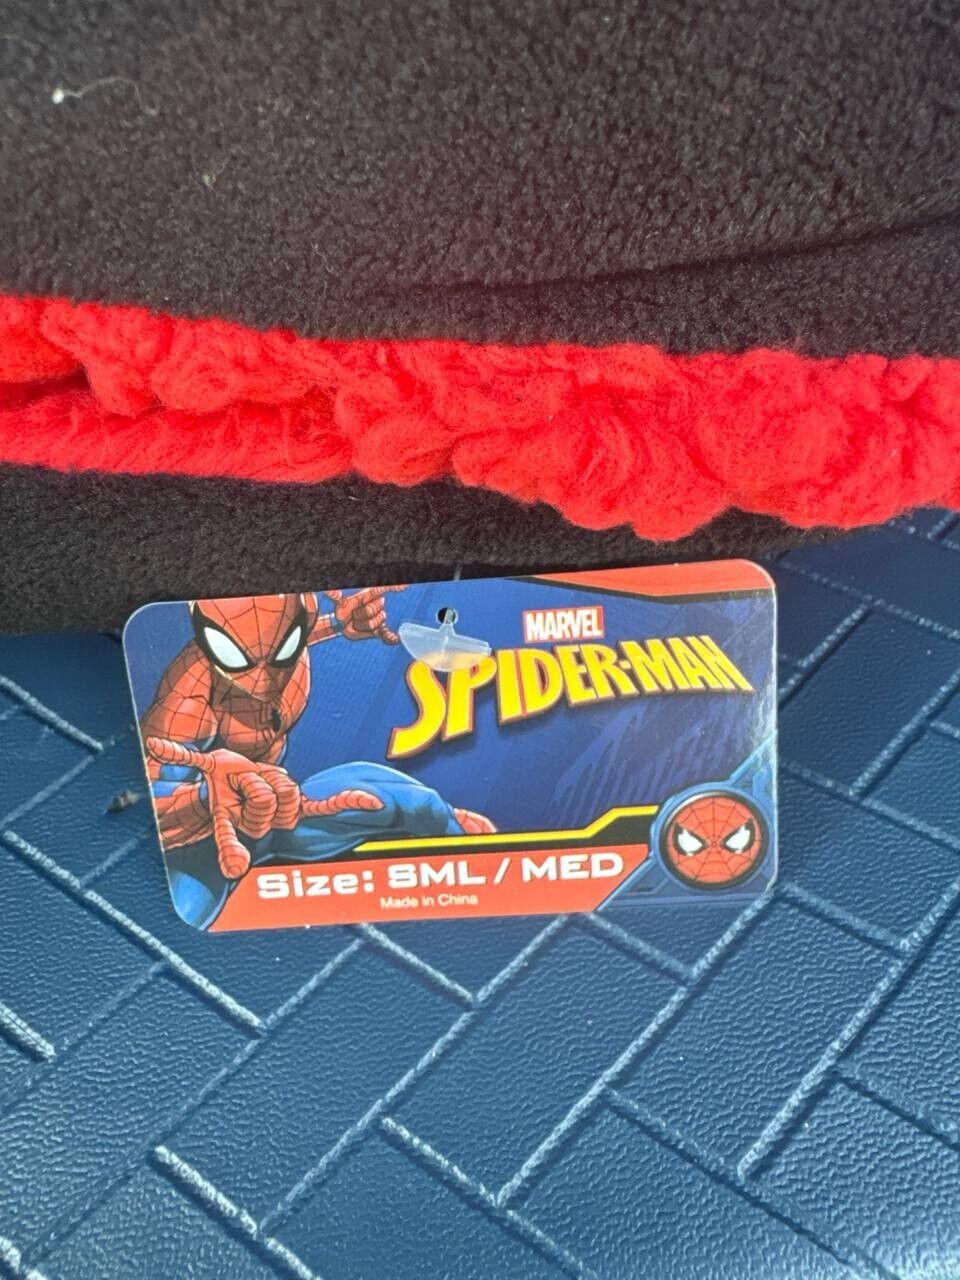 MARVEL
SPIDER-MAN
Size: SML / MED
Made in China